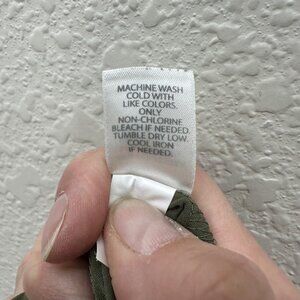 MACHINE WASH
COLD WITH
LIKE COLORS.
ONLY
NON-CHLORINE
BLEACH IF NEEDED.
TUMBLE DRY LOW.
COOL IRON
IF NEEDED.